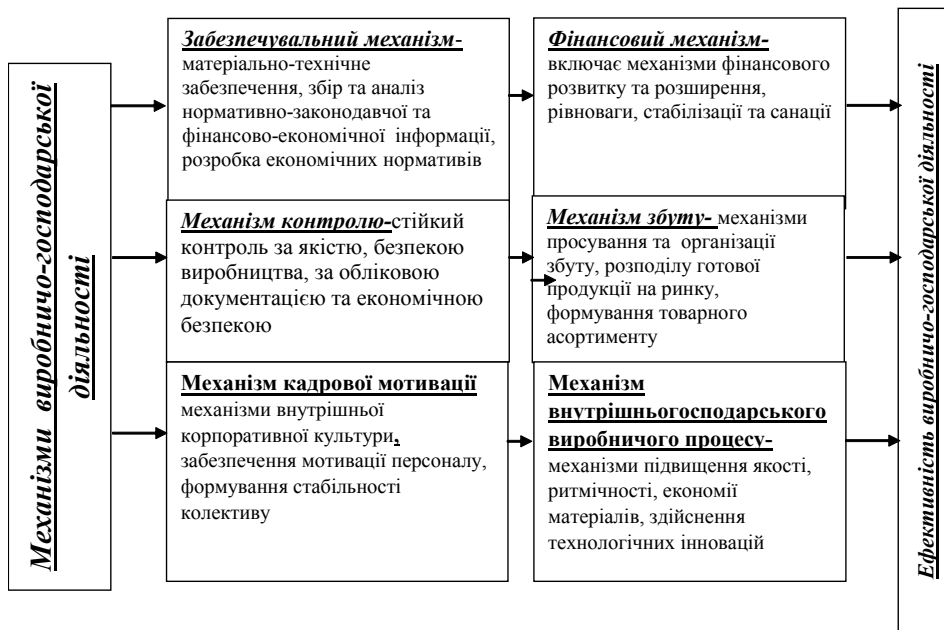 Механізми виробничо-господарської
діяльності
Забезпечувальний механізм-
матеріально-технічне
забезпечення, збір та аналіз
нормативно-законодавчої та
фінансово-економічної інформації,
розробка економічних нормативів
Фінансовий механізм-
включає механізми фінансового
розвитку та розширення,
рівноваги, стабілізації та санації
Механізм контролю-стійкий
контроль за якістю, безпекою
виробництва, за обліковою
документацією та економічною
безпекою
Механізм збуту- механізми
просування та організації
збуту, розподілу готової
продукції на ринку,
формування товарного
асортименту
Механізм кадрової мотивації
механізми внутрішньої
корпоративної культури,
забезпечення мотивації персоналу,
формування стабільності
колективу
Механізм
внутрішньогосподарського
виробничого процесу-
механізми підвищення якості,
ритмічності, економії
матеріалів, здійснення
технологічних інновацій
Ефективність виробничо-господарської діяльності